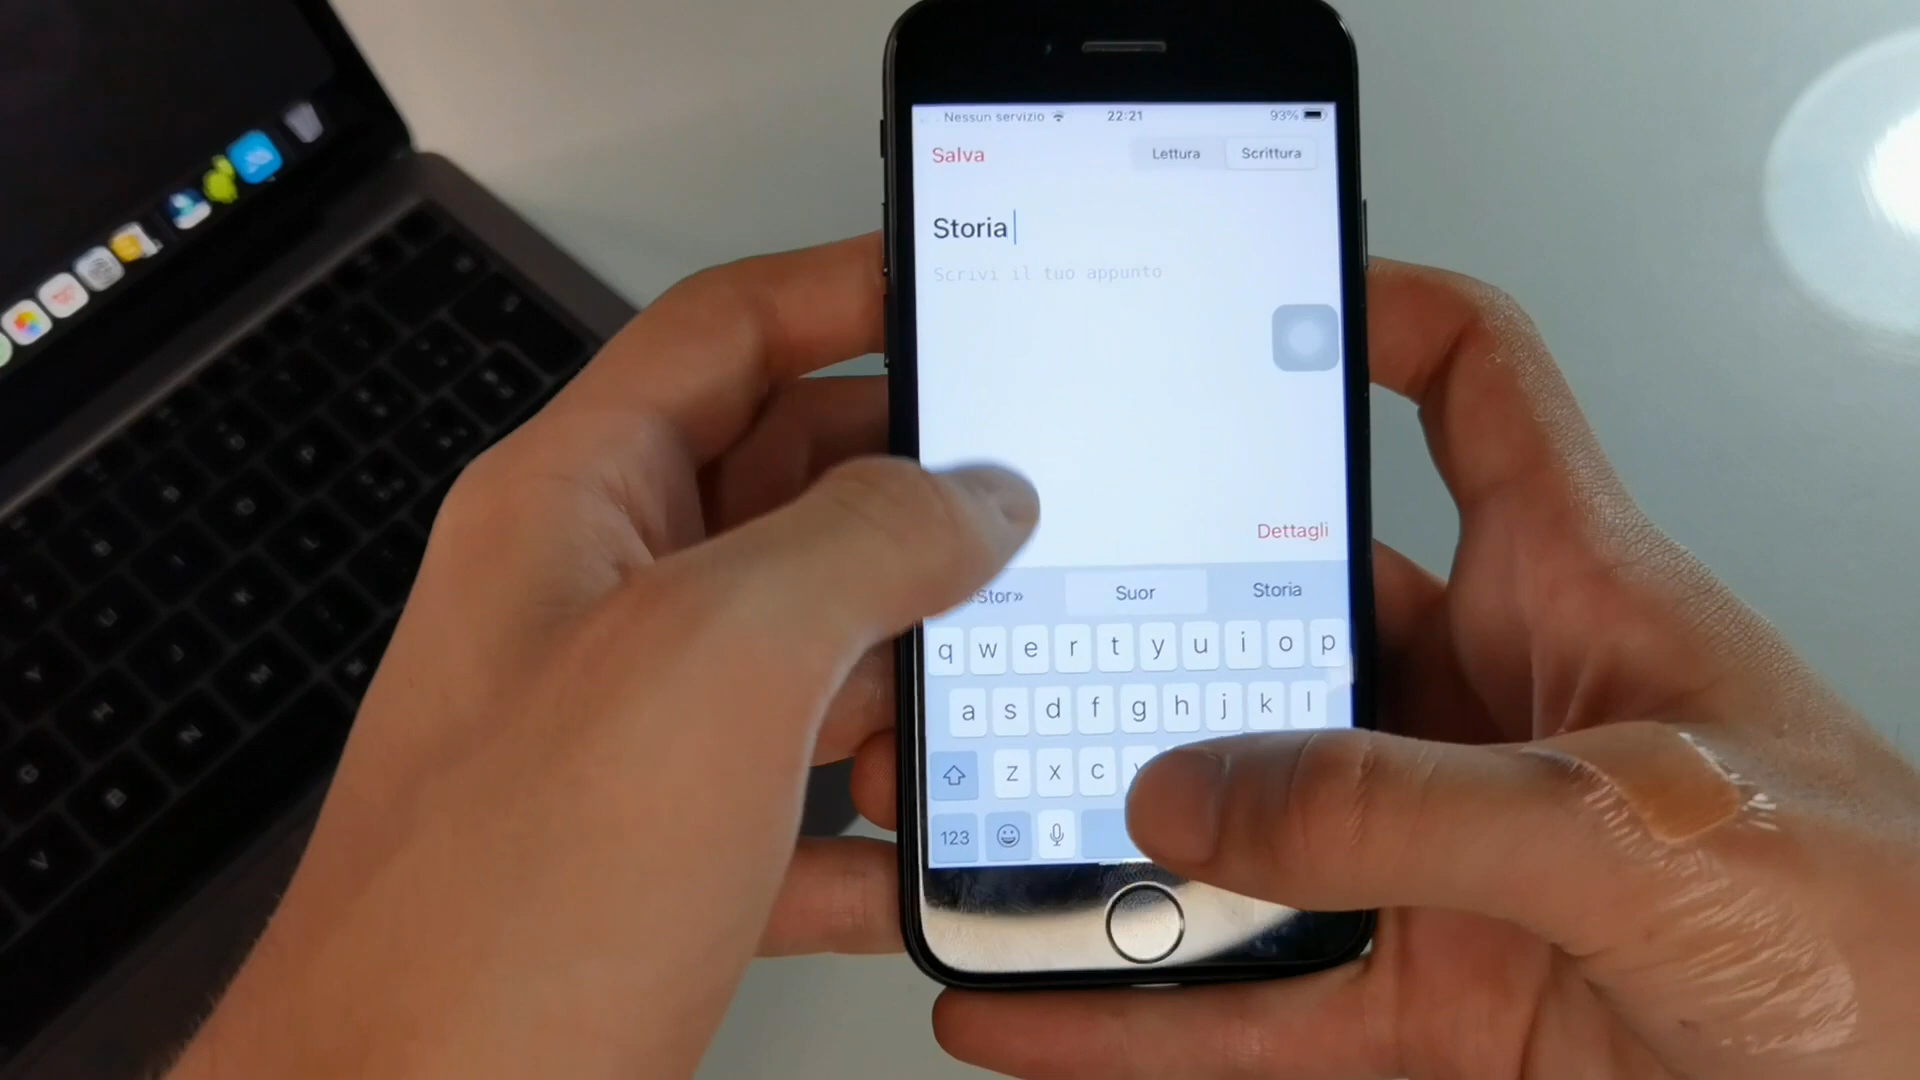 Nessun servizio 22:21 93%
Salva Lettura Scrittura
Storia
Scrivi il tuo appunto
Dettagli
«Stor» Suor Storia
q w e r t y u i o p
a s d f g h j k l
z x c
123